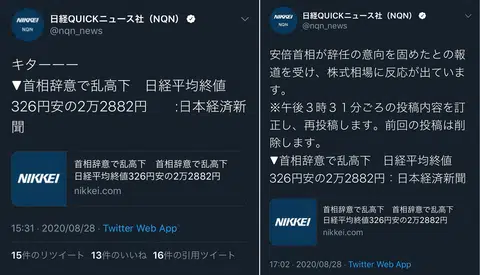 日経QUICKニュース社（NQN）
@nqn_news
キターーー
▼首相辞意で乱高下　日経平均終値
326円安の2万2882円　　:日本経済新
聞
NIKKEI
首相辞意で乱高下　首相辞意で乱高下
日経平均終値326円安の2万2882円
nikkei.com
15:31・2020/08/28・Twitter Web App
15件のリツイート　13件のいいね　16件の引用ツイート
日経QUICKニュース社（NQN）
@nqn_news
安倍首相が辞任の意向を固めたとの報
道を受け、株式相場に反応が出ていま
す。
※午後３時３１分ごろの投稿内容を訂
正し、再投稿します。前回の投稿は削
除します。
▼首相辞意で乱高下　日経平均終値
326円安の2万2882円：日本経済新聞
NIKKEI
首相辞意で乱高下　首相辞意で乱高下
日経平均終値326円安の2万2882円
nikkei.com
17:02・2020/08/28・Twitter Web App